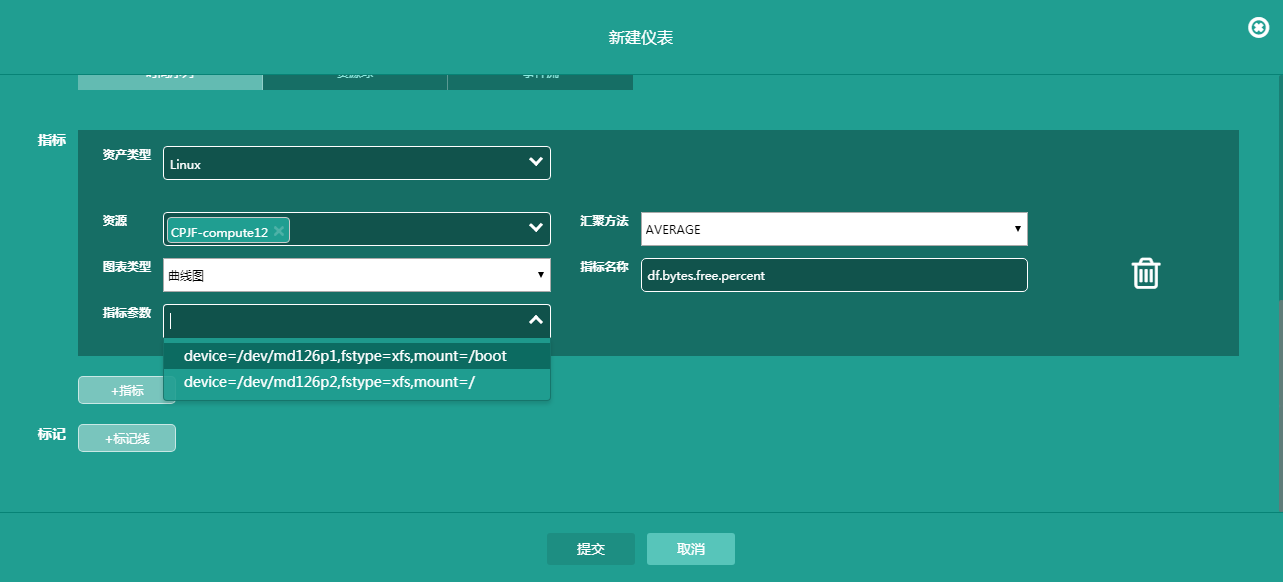 新建仪表
指标
资产类型
Linux
资源
CPJF-compute12
汇聚方法
AVERAGE
图表类型
曲线图
指标名称
df.bytes.free.percent
指标参数
device=/dev/md126p1,fstype=xfs,mount=/boot
device=/dev/md126p2,fstype=xfs,mount=/
+指标
标记
+标记线
提交
取消